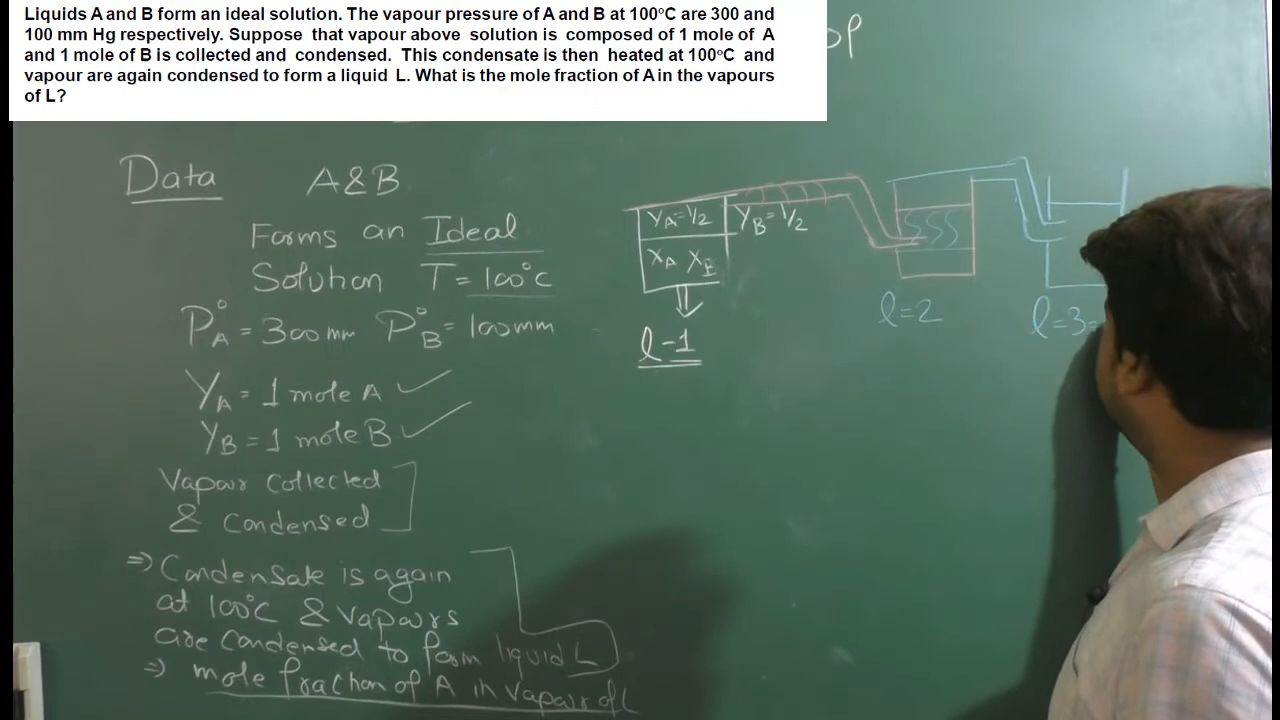 Liquids A and B form an ideal solution. The vapour pressure of A and B at 100°C are 300 and
100 mm Hg respectively. Suppose that vapour above solution is composed of 1 mole of A
and 1 mole of B is collected and condensed. This condensate is then heated at 100°C and
vapour are again condensed to form a liquid L. What is the mole fraction of A in the vapours
of L?
Data A&B
Forms an Ideal
Solution T = 100°C
P°A = 300mm P°B = 100mm
YA = 1 mole A ✓
YB = 1 mole B ✓
Vapour Collected
& Condensed
⇒ Condensate is again
at 100°C & Vapours
are Condensed to form liquid L
⇒ mole fraction of A in Vapour of L
YA=1/2 YB=1/2
XA XB
l-1
l=2
l=3=